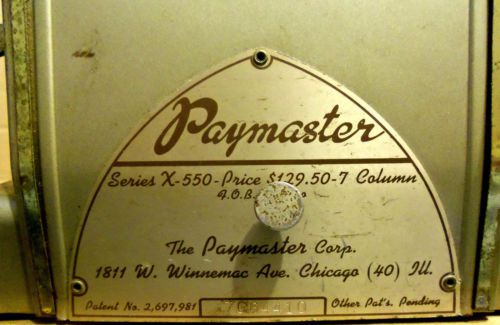 Paymaster
Series X-550-Price $129.50-7 Column
F.O.B.
The Paymaster Corp.
1811 W. Winnemac Ave. Chicago (40) Ill.
Patent No. 2,697,981 Other Pat's. Pending